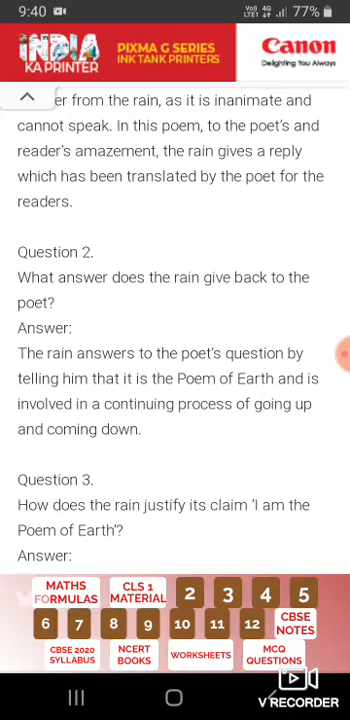 9:40
Vo) 4G
LTE1
77%
INDIA
KA PRINTER
PIXMA G SERIES
INK TANK PRINTERS
Canon
Delighting You Always
er from the rain, as it is inanimate and
cannot speak. In this poem, to the poet's and
reader's amazement, the rain gives a reply
which has been translated by the poet for the
readers.
Question 2.
What answer does the rain give back to the
poet?
Answer:
The rain answers to the poet's question by
telling him that it is the Poem of Earth and is
involved in a continuing process of going up
and coming down.
Question 3.
How does the rain justify its claim 'I am the
Poem of Earth'?
Answer:
MATHS FORMULAS
CLS 1 MATERIAL
2 3 4 5
6 7 8 9 10 11 12
CBSE NOTES
CBSE 2020 SYLLABUS
NCERT BOOKS
WORKSHEETS
MCQ QUESTIONS
V RECORDER